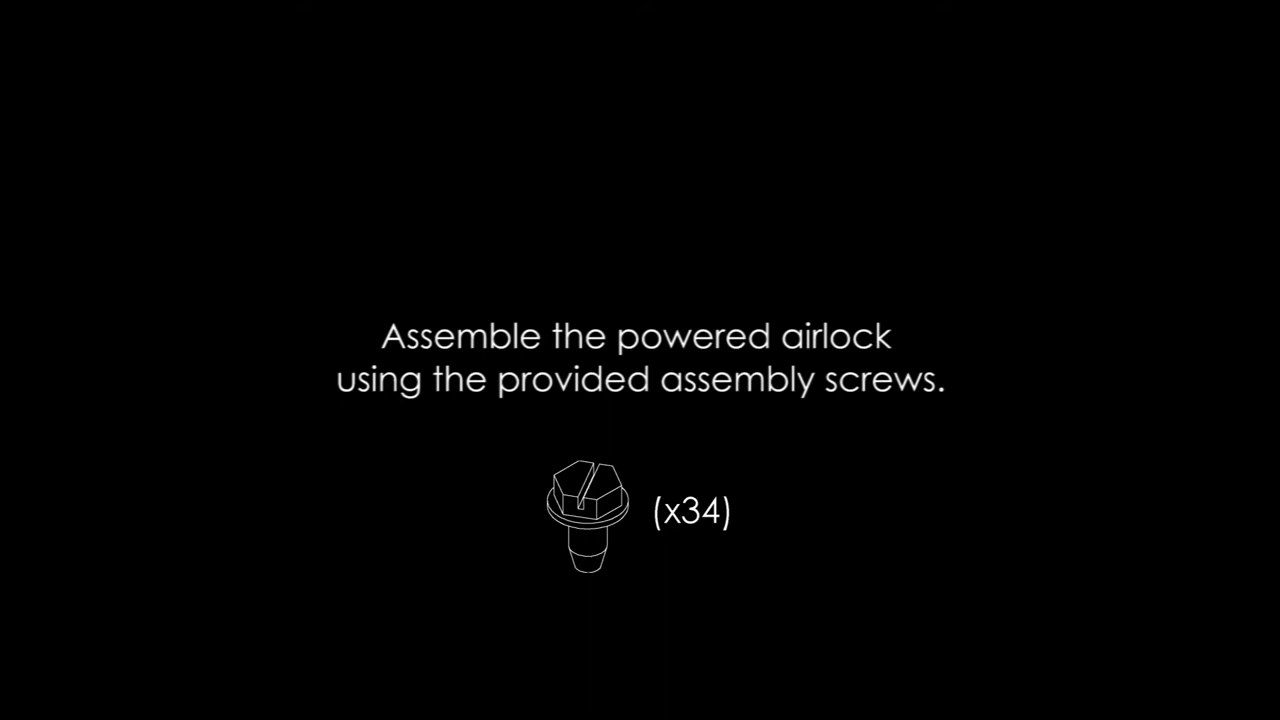 Assemble the powered airlock
using the provided assembly screws.
(x34)